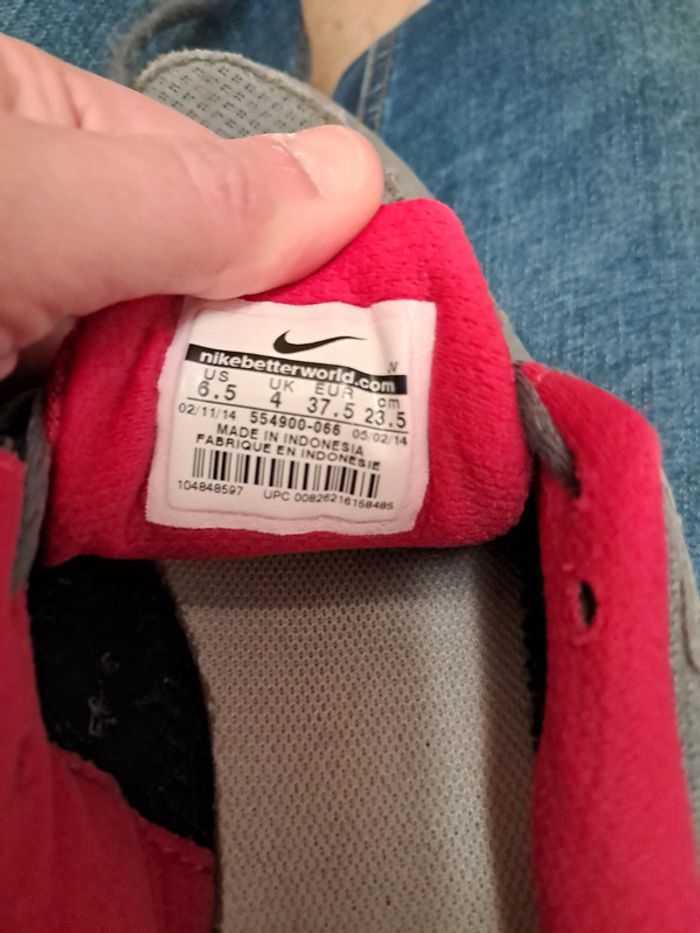 nikebetterworld.com
N
US UK EUR cm
6.5 4 37.5 23.5
02/11/14 554900-066 05/02/14
MADE IN INDONESIA
FABRIQUE EN INDONESIE
104848597 UPC 00826216158485